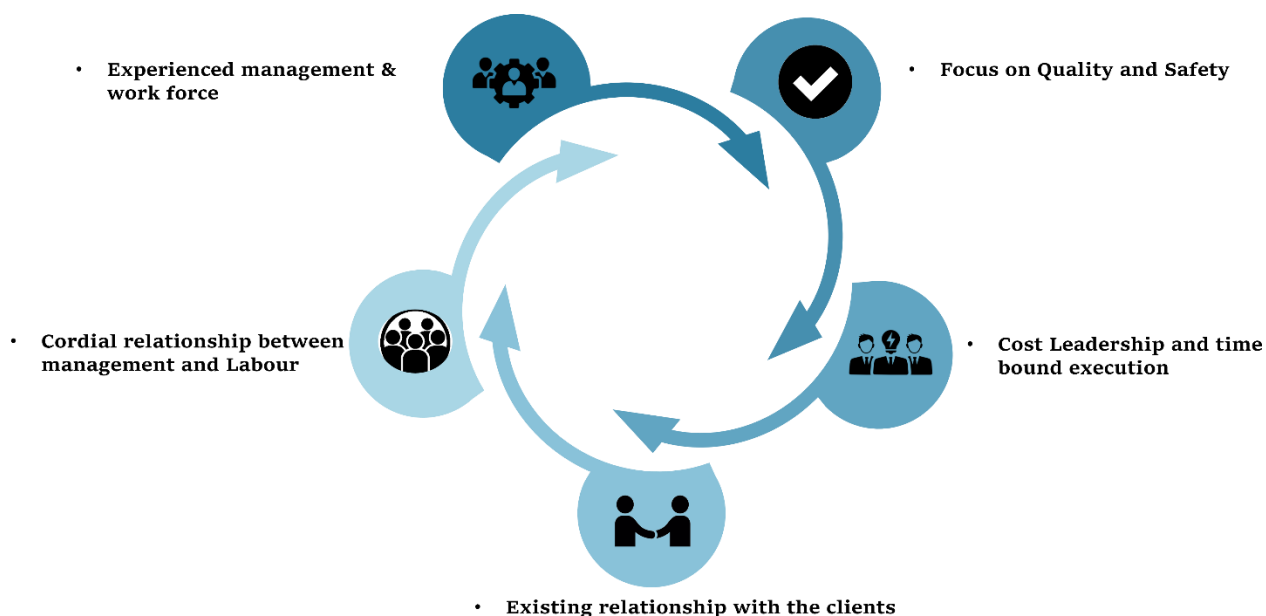 • Experienced management &
work force
• Focus on Quality and Safety
• Cordial relationship between
management and Labour
• Cost Leadership and time
bound execution
• Existing relationship with the clients